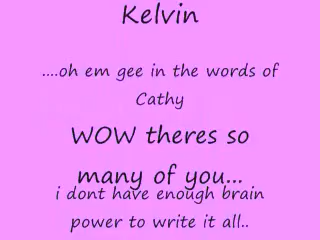 Kelvin
....oh em gee in the words of
Cathy
WOW theres so
many of you...
i dont have enough brain
power to write it all..